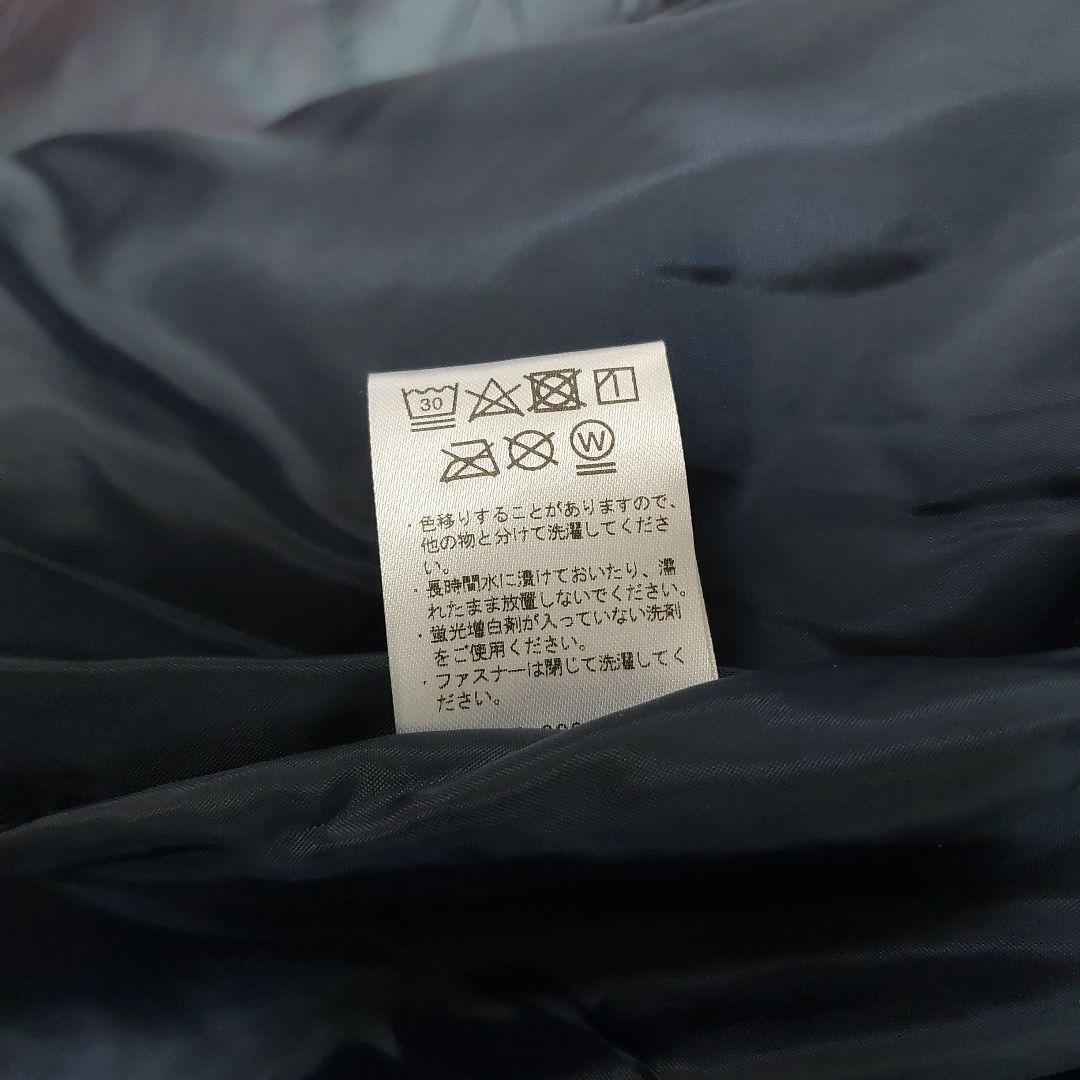 30
W
・色移りすることがありますので、
他の物と分けて洗濯してくださ
い。
・長時間水に漬けておいたり、濡
れたまま放置しないでください。
・蛍光増白剤が入っていない洗剤
をご使用ください。
・ファスナーは閉じて洗濯してく
ださい。